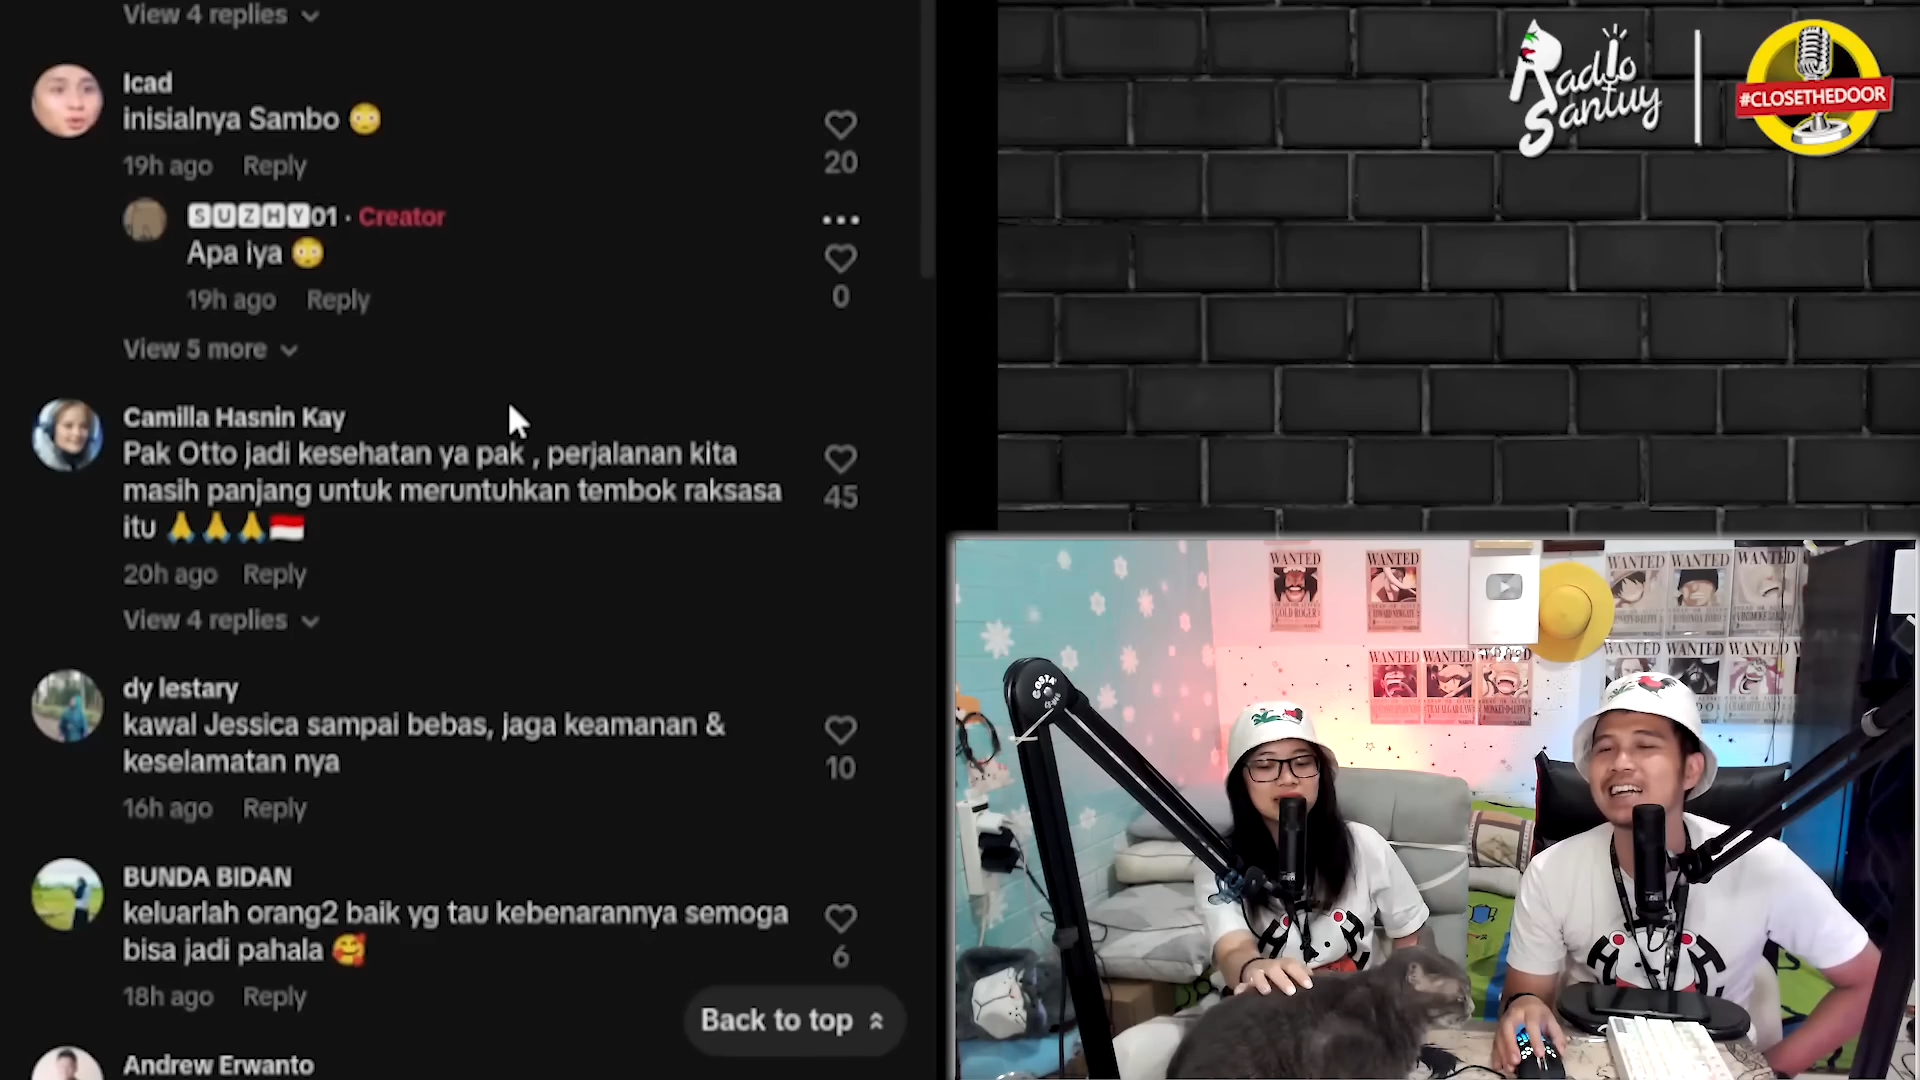 View 4 replies
Icad
inisialnya Sambo 😳
19h ago Reply
20
SUZHY01 · Creator
Apa iya 😳
19h ago Reply
0
View 5 more
Camilla Hasnin Kay
Pak Otto jadi kesehatan ya pak , perjalanan kita
masih panjang untuk meruntuhkan tembok raksasa
itu 🙏🙏🙏🇮🇩
45
20h ago Reply
View 4 replies
dy lestary
kawal Jessica sampai bebas, jaga keamanan &
keselamatan nya
10
16h ago Reply
BUNDA BIDAN
keluarlah orang2 baik yg tau kebenarannya semoga
bisa jadi pahala 🥰
6
18h ago Reply
Back to top
Andrew Erwanto
Radio
Santuy
#CLOSETHEDOOR
WANTED WANTED WANTED WANTED WANTED
GOLD·ROGER
WANTED WANTED WANTED WANTED WANTED